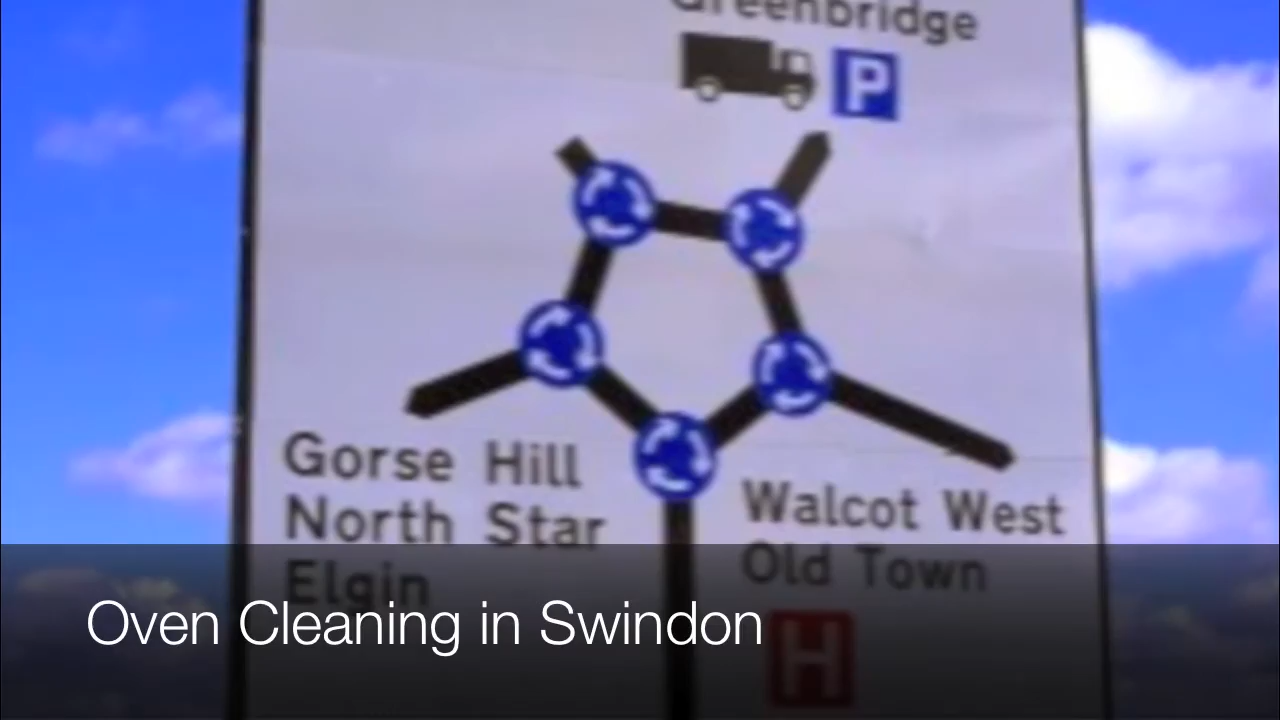 Greenbridge
P
Gorse Hill
North Star
Elgin
Walcot West
Old Town
H
Oven Cleaning in Swindon